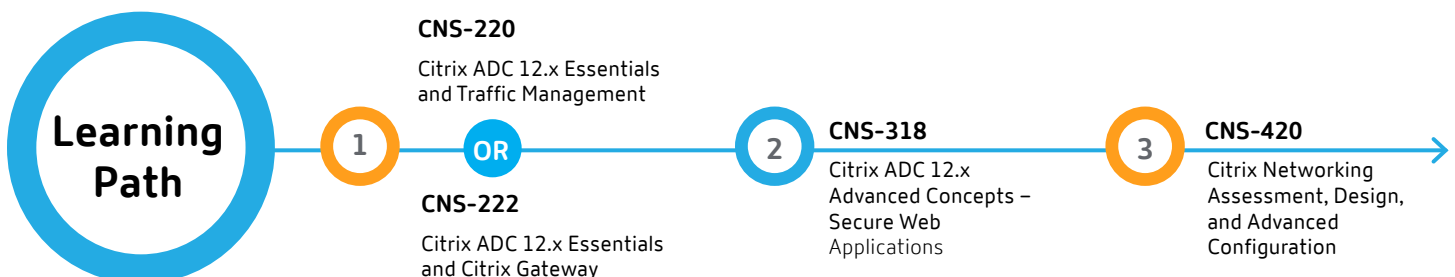 Learning
Path
1
CNS-220
Citrix ADC 12.x Essentials
and Traffic Management
OR
CNS-222
Citrix ADC 12.x Essentials
and Citrix Gateway
2
CNS-318
Citrix ADC 12.x
Advanced Concepts –
Secure Web
Applications
3
CNS-420
Citrix Networking
Assessment, Design,
and Advanced
Configuration